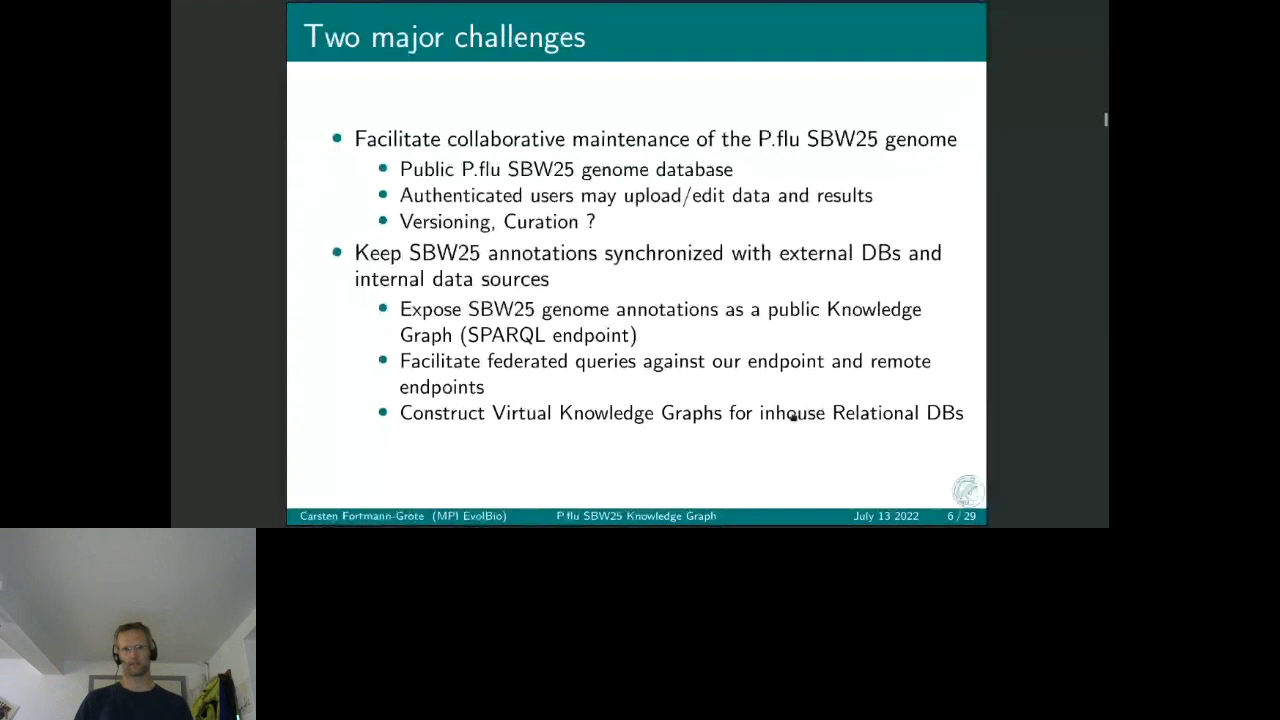 Two major challenges
Facilitate collaborative maintenance of the P.flu SBW25 genome
Public P.flu SBW25 genome database
Authenticated users may upload/edit data and results
Versioning, Curation ?
Keep SBW25 annotations synchronized with external DBs and
internal data sources
Expose SBW25 genome annotations as a public Knowledge
Graph (SPARQL endpoint)
Facilitate federated queries against our endpoint and remote
endpoints
Construct Virtual Knowledge Graphs for inhouse Relational DBs
Carsten Fortmann-Grote (MPI EvolBio) P.flu SBW25 Knowledge Graph July 13 2022 6 / 29